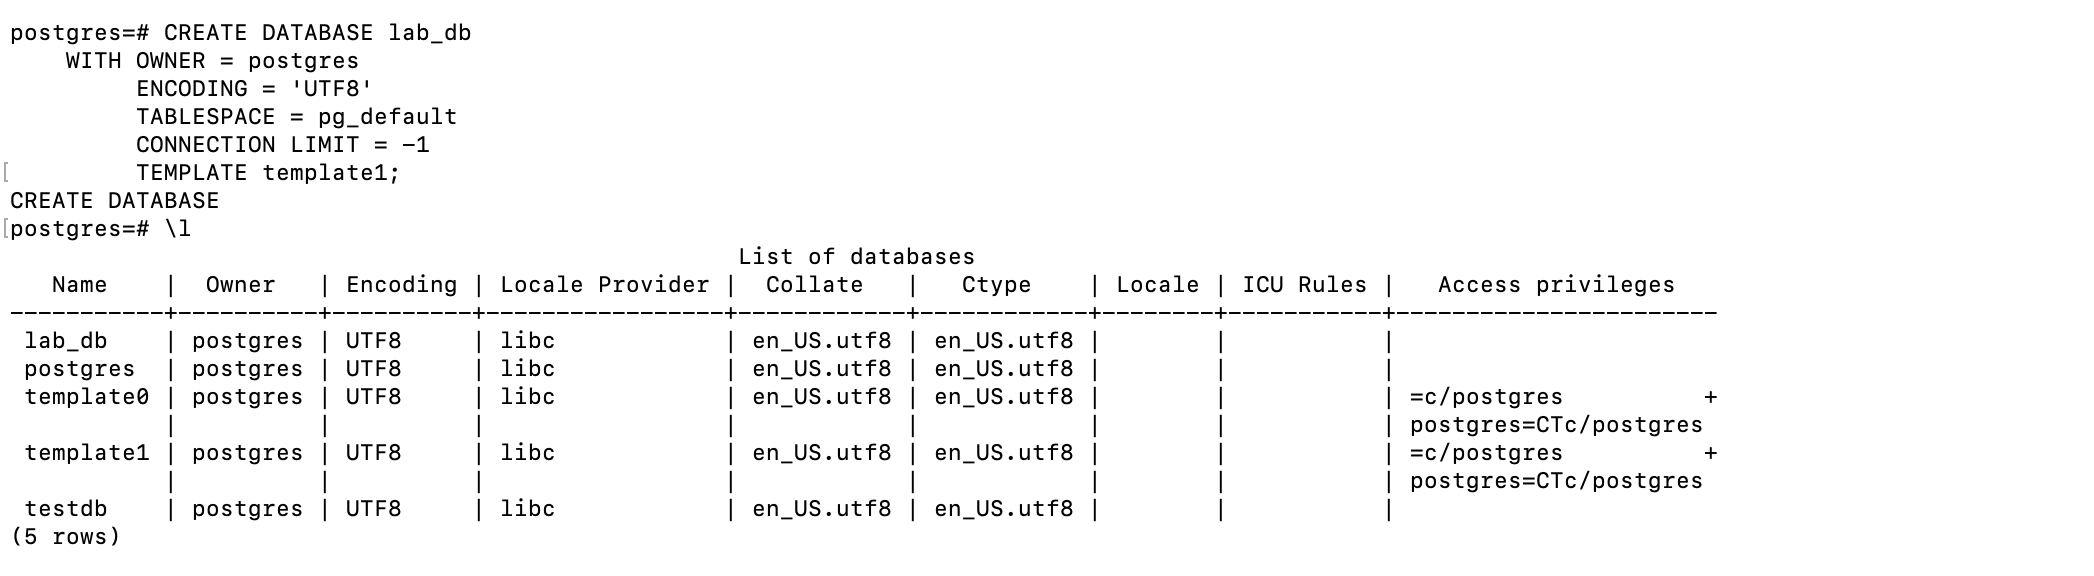 postgres=# CREATE DATABASE lab_db
    WITH OWNER = postgres
         ENCODING = 'UTF8'
         TABLESPACE = pg_default
         CONNECTION LIMIT = -1
[        TEMPLATE template1;
CREATE DATABASE
[postgres=# \l
                                                    List of databases
   Name    |  Owner   | Encoding | Locale Provider |  Collate   |   Ctype    | Locale | ICU Rules |   Access privileges
-----------+----------+----------+-----------------+------------+------------+--------+-----------+-----------------------
 lab_db    | postgres | UTF8     | libc            | en_US.utf8 | en_US.utf8 |        |           |
 postgres  | postgres | UTF8     | libc            | en_US.utf8 | en_US.utf8 |        |           |
 template0 | postgres | UTF8     | libc            | en_US.utf8 | en_US.utf8 |        |           | =c/postgres          +
           |          |          |                 |            |            |        |           | postgres=CTc/postgres
 template1 | postgres | UTF8     | libc            | en_US.utf8 | en_US.utf8 |        |           | =c/postgres          +
           |          |          |                 |            |            |        |           | postgres=CTc/postgres
 testdb    | postgres | UTF8     | libc            | en_US.utf8 | en_US.utf8 |        |           |
(5 rows)